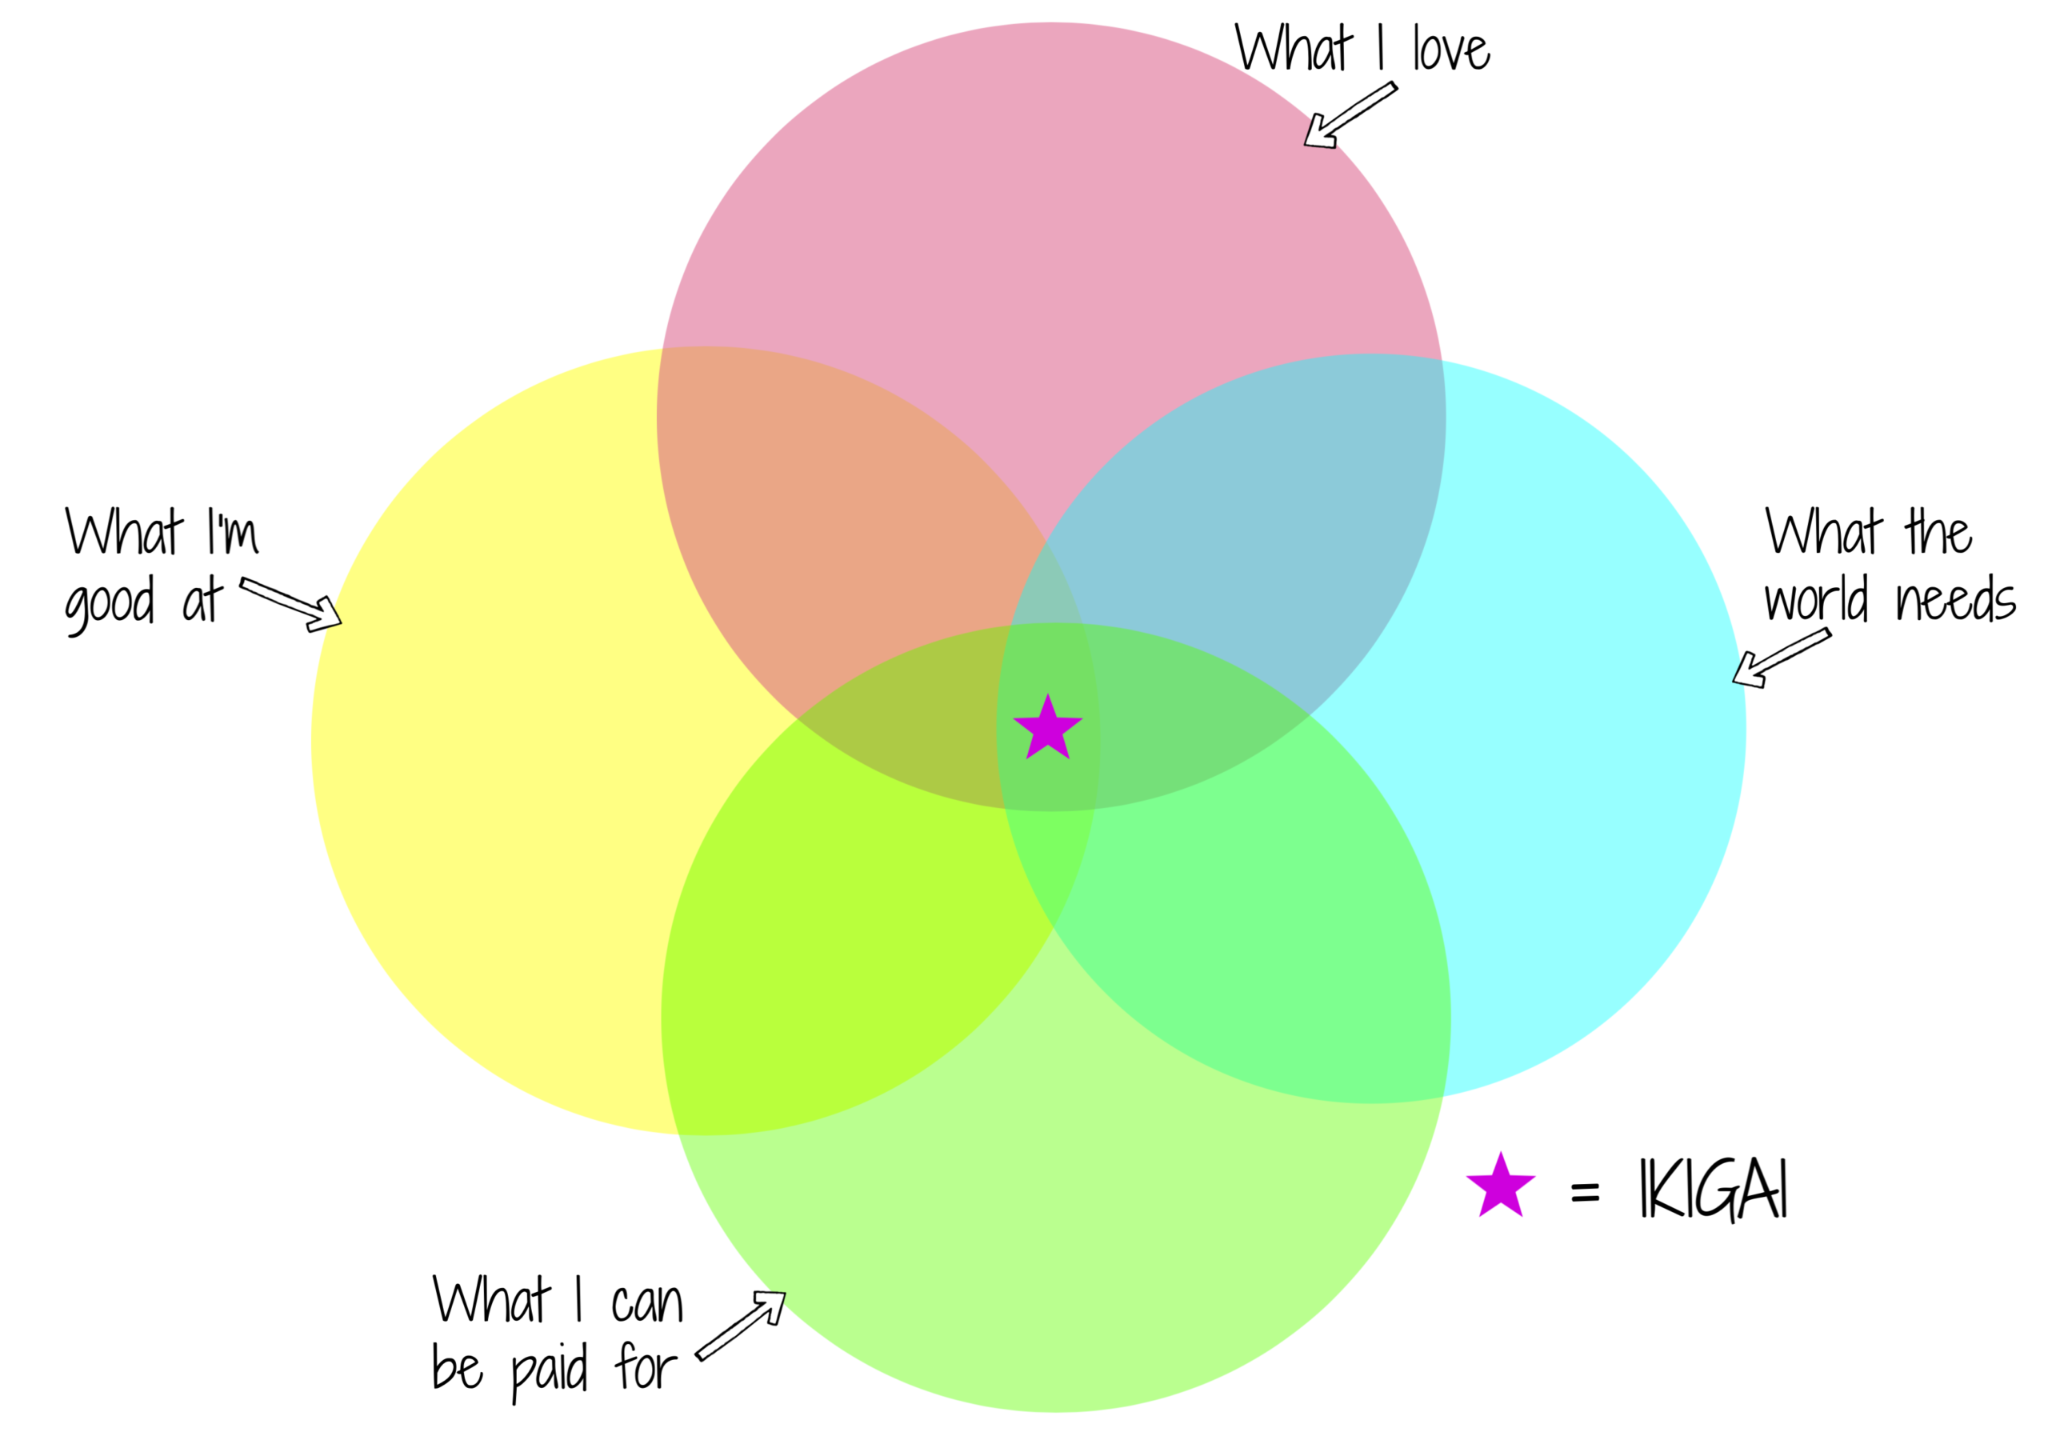 What I love
What I'm
good at
What the
world needs
= IKIGAI
What I can
be paid for